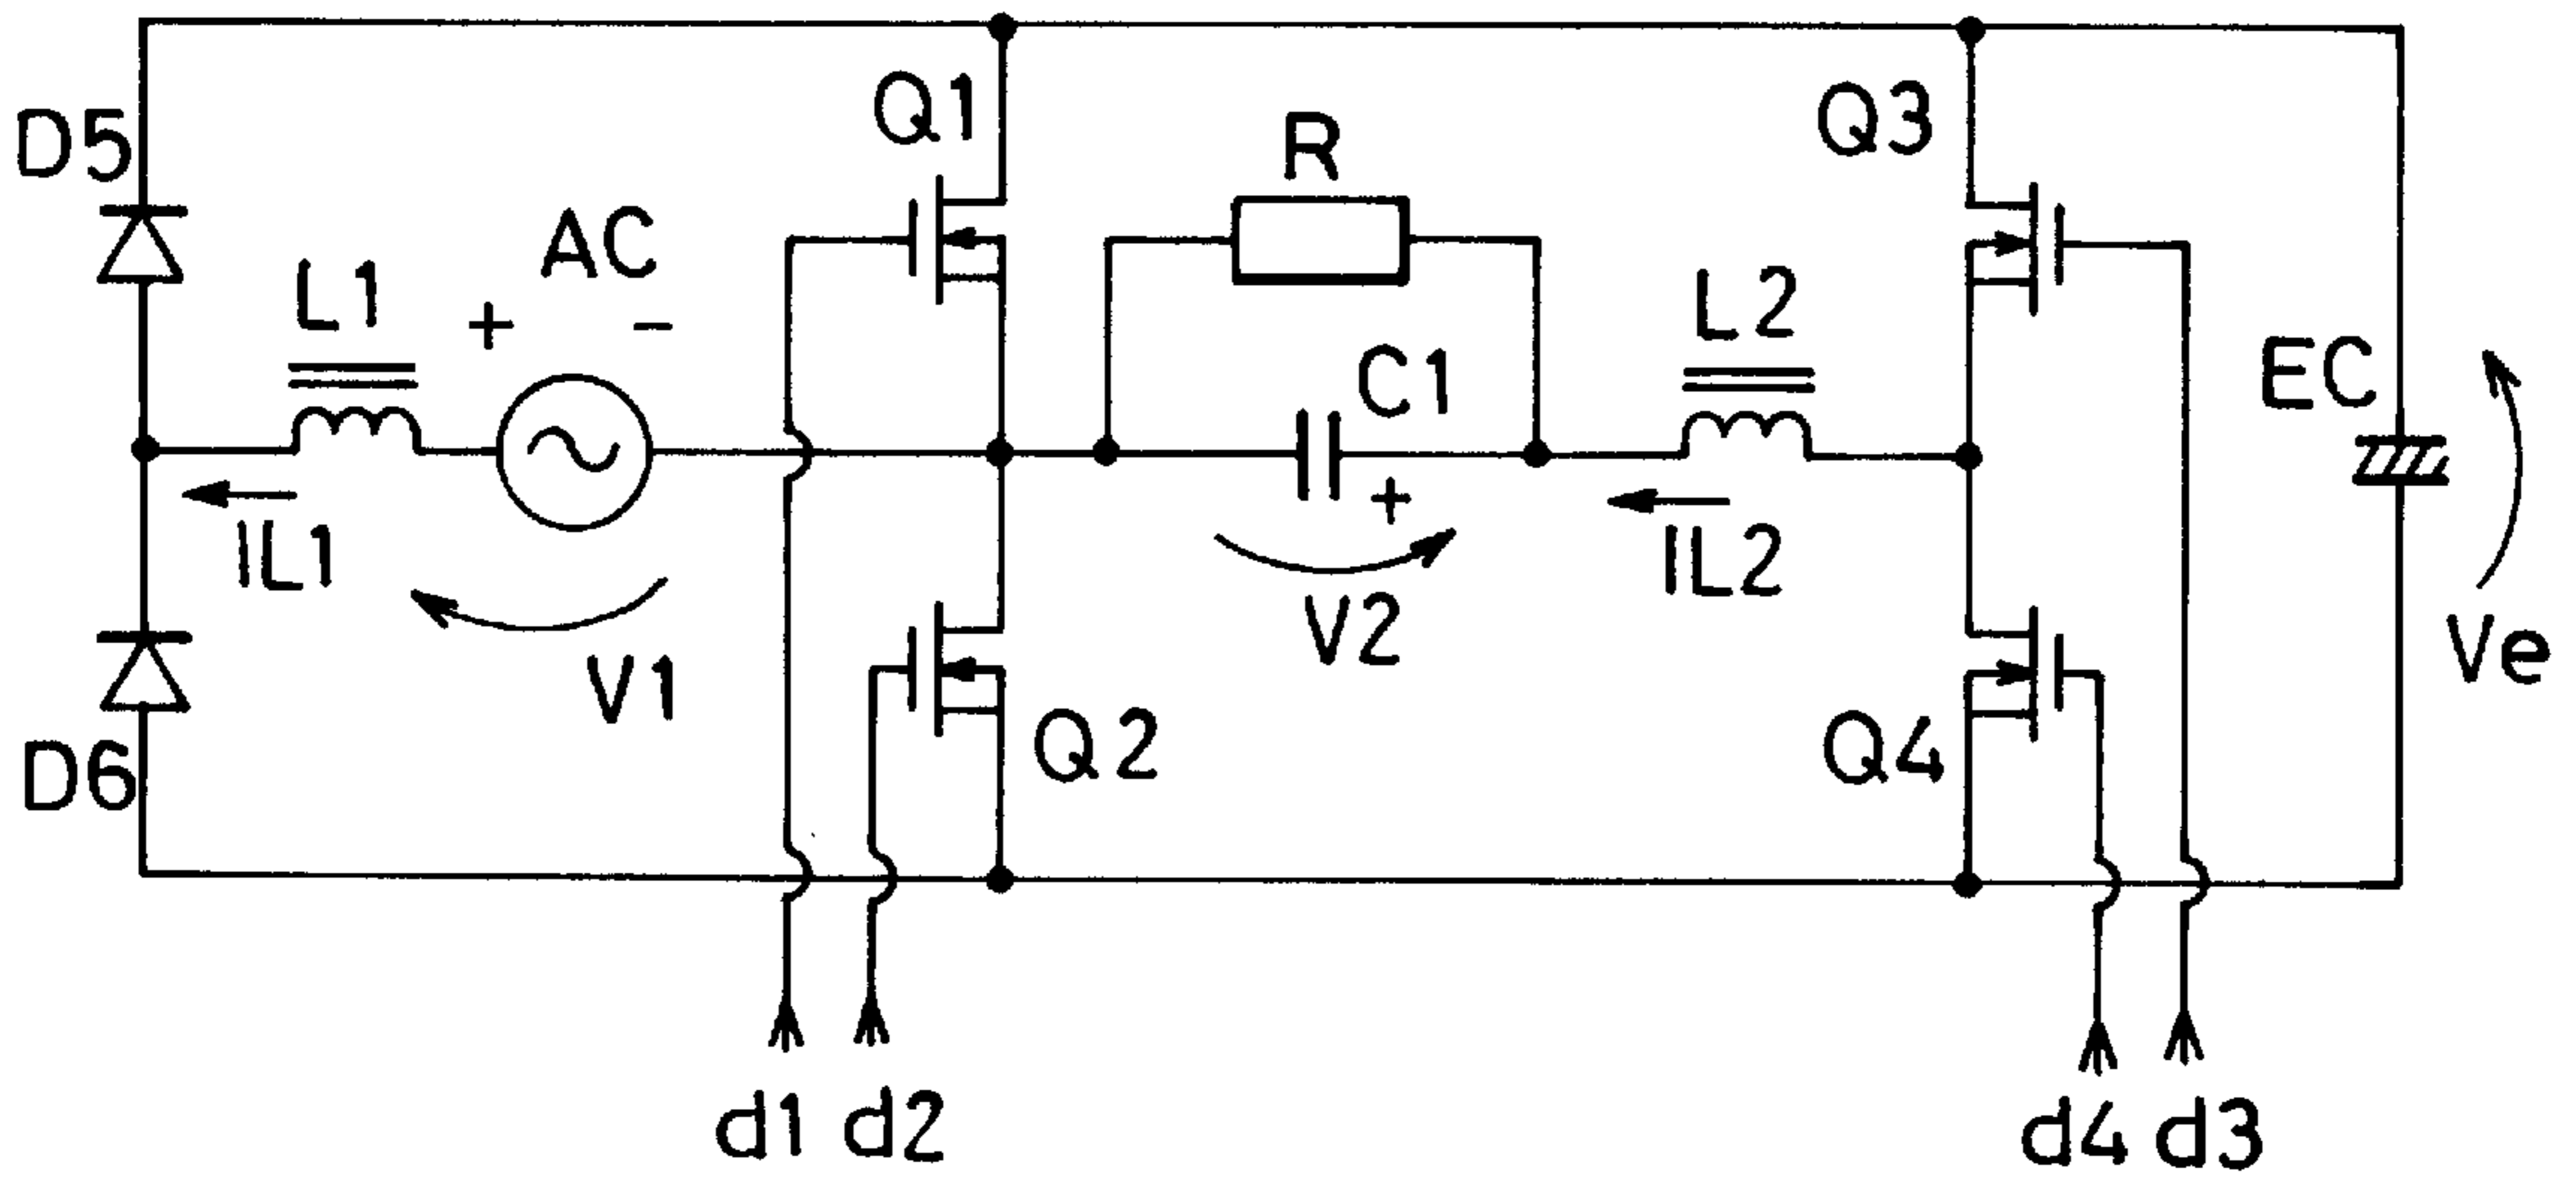 D5
Q1
R
Q3
AC
L1
+
-
L2
C1
EC
+
IL1
IL2
V1
V2
Ve
D6
Q2
Q4
d1
d2
d4
d3